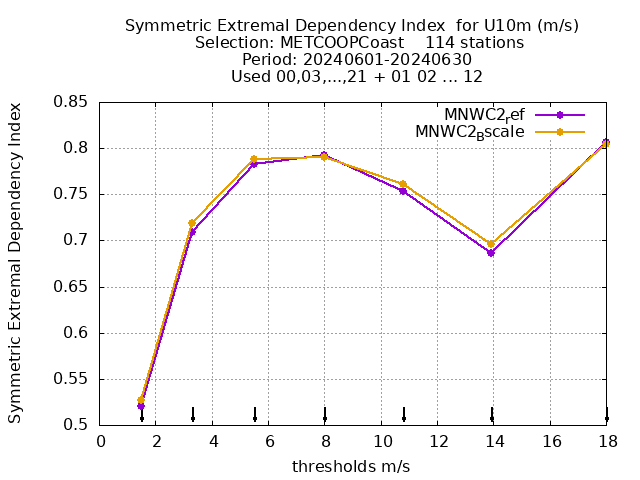 Symmetric Extremal Dependency Index for U10m (m/s)
Selection: METCOOPCoast 114 stations
Period: 20240601-20240630
Used 00,03,...,21 + 01 02 ... 12
MNWC2ref
MNWC2Bscale
Symmetric Extremal Dependency Index
0.85
0.8
0.75
0.7
0.65
0.6
0.55
0.5
0 2 4 6 8 10 12 14 16 18
thresholds m/s